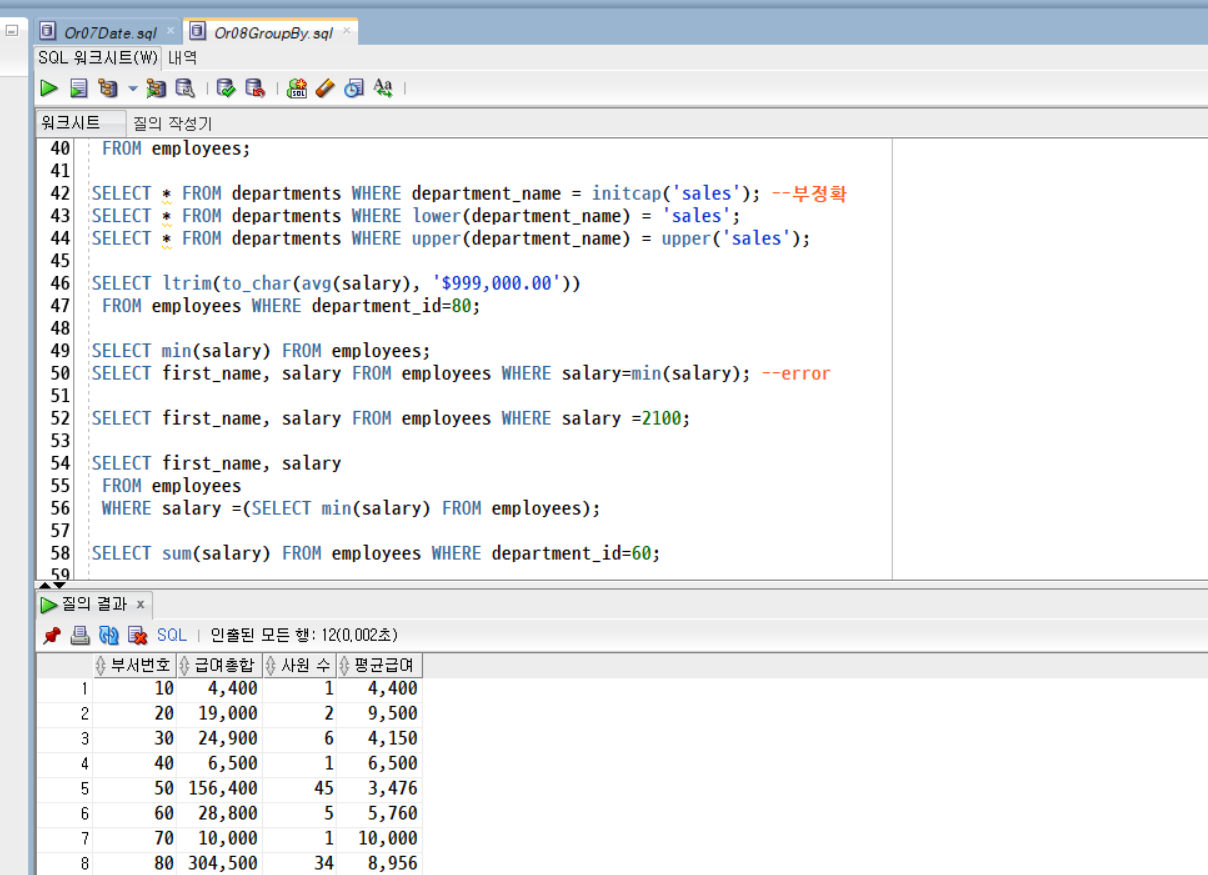 Or07Date.sql × Or08GroupBy.sql ×
SQL 워크시트(W) 내역
워크시트 질의 작성기
40 FROM employees;
41
42 SELECT * FROM departments WHERE department_name = initcap('sales'); --부정확
43 SELECT * FROM departments WHERE lower(department_name) = 'sales';
44 SELECT * FROM departments WHERE upper(department_name) = upper('sales');
45
46 SELECT ltrim(to_char(avg(salary), '$999,000.00'))
47 FROM employees WHERE department_id=80;
48
49 SELECT min(salary) FROM employees;
50 SELECT first_name, salary FROM employees WHERE salary=min(salary); --error
51
52 SELECT first_name, salary FROM employees WHERE salary =2100;
53
54 SELECT first_name, salary
55 FROM employees
56 WHERE salary =(SELECT min(salary) FROM employees);
57
58 SELECT sum(salary) FROM employees WHERE department_id=60;
59
질의 결과 x
SQL | 인출된 모든 행: 12(0,002초)
부서번호 급여총합 사원 수 평균급여
1 10 4,400 1 4,400
2 20 19,000 2 9,500
3 30 24,900 6 4,150
4 40 6,500 1 6,500
5 50 156,400 45 3,476
6 60 28,800 5 5,760
7 70 10,000 1 10,000
8 80 304,500 34 8,956